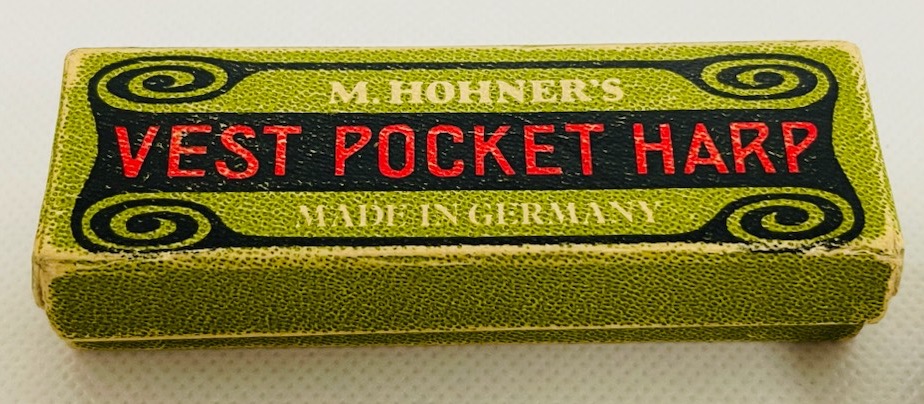 M. HOHNER'S
VEST POCKET HARP
MADE IN GERMANY